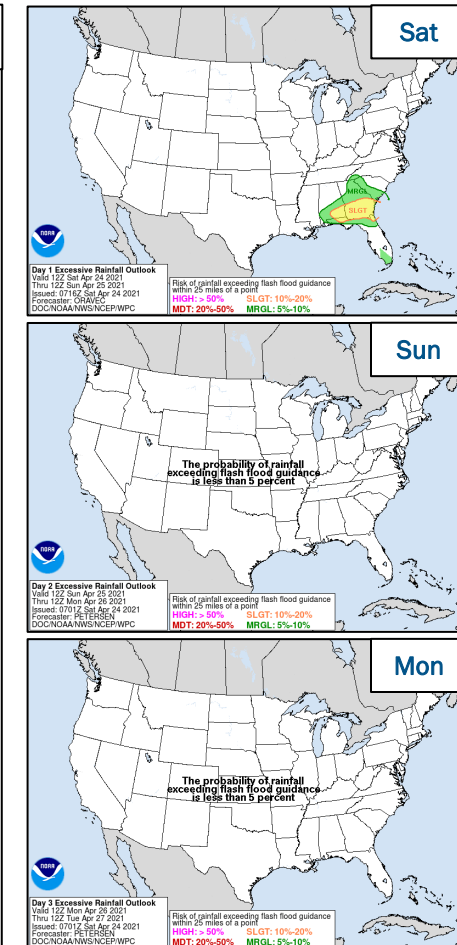 Sat
MRGL
SLGT
NOAA
Day 1 Excessive Rainfall Outlook
Valid 12Z Sat Apr 24 2021
Thru 12Z Sun Apr 25 2021
Issued: 0716Z Sat Apr 24 2021
Forecaster: ORAVEC
DOC/NOAA/NWS/NCEP/WPC
Risk of rainfall exceeding flash flood guidance
within 25 miles of a point
HIGH: > 50% SLGT: 10%-20%
MDT: 20%-50% MRGL: 5%-10%
Sun
The probability of rainfall
exceeding flash flood guidance
is less than 5 percent
NOAA
Day 2 Excessive Rainfall Outlook
Valid 12Z Sun Apr 25 2021
Thru 12Z Mon Apr 26 2021
Issued: 0701Z Sat Apr 24 2021
Forecaster: PETERSEN
DOC/NOAA/NWS/NCEP/WPC
Risk of rainfall exceeding flash flood guidance
within 25 miles of a point
HIGH: > 50% SLGT: 10%-20%
MDT: 20%-50% MRGL: 5%-10%
Mon
The probability of rainfall
exceeding flash flood guidance
is less than 5 percent
NOAA
Day 3 Excessive Rainfall Outlook
Valid 12Z Mon Apr 26 2021
Thru 12Z Tue Apr 27 2021
Issued: 0701Z Sat Apr 24 2021
Forecaster: PETERSEN
DOC/NOAA/NWS/NCEP/WPC
Risk of rainfall exceeding flash flood guidance
within 25 miles of a point
HIGH: > 50% SLGT: 10%-20%
MDT: 20%-50% MRGL: 5%-10%